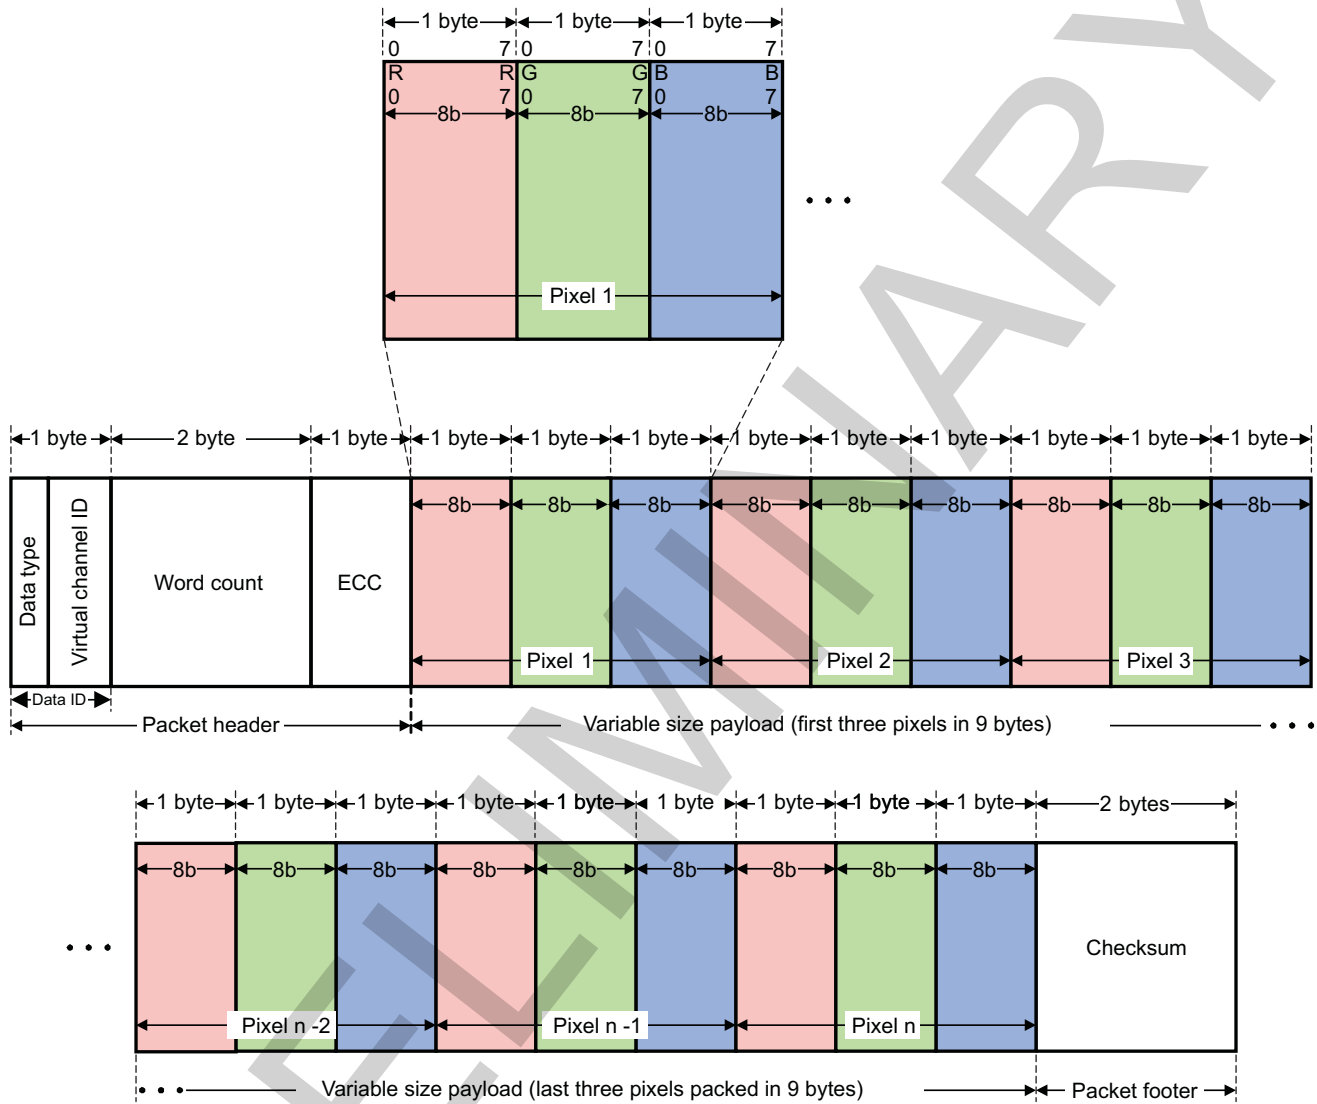 1 byte 1 byte 1 byte
0 7 0 7 0 7
R R G G B B
0 7 0 7 0 7
8b 8b 8b
Pixel 1
1 byte 2 byte 1 byte 1 byte 1 byte 1 byte 1 byte 1 byte 1 byte 1 byte 1 byte 1 byte
8b 8b 8b 8b 8b 8b 8b 8b 8b
Data type
Virtual channel ID
Word count
ECC
Pixel 1 Pixel 2 Pixel 3
Data ID
Packet header
Variable size payload (first three pixels in 9 bytes)
1 byte 1 byte 1 byte 1 byte 1 byte 1 byte 1 byte 1 byte 1 byte 2 bytes
8b 8b 8b 8b 8b 8b 8b 8b 8b
Checksum
Pixel n -2 Pixel n -1 Pixel n
Variable size payload (last three pixels packed in 9 bytes)
Packet footer
ELIMINARY